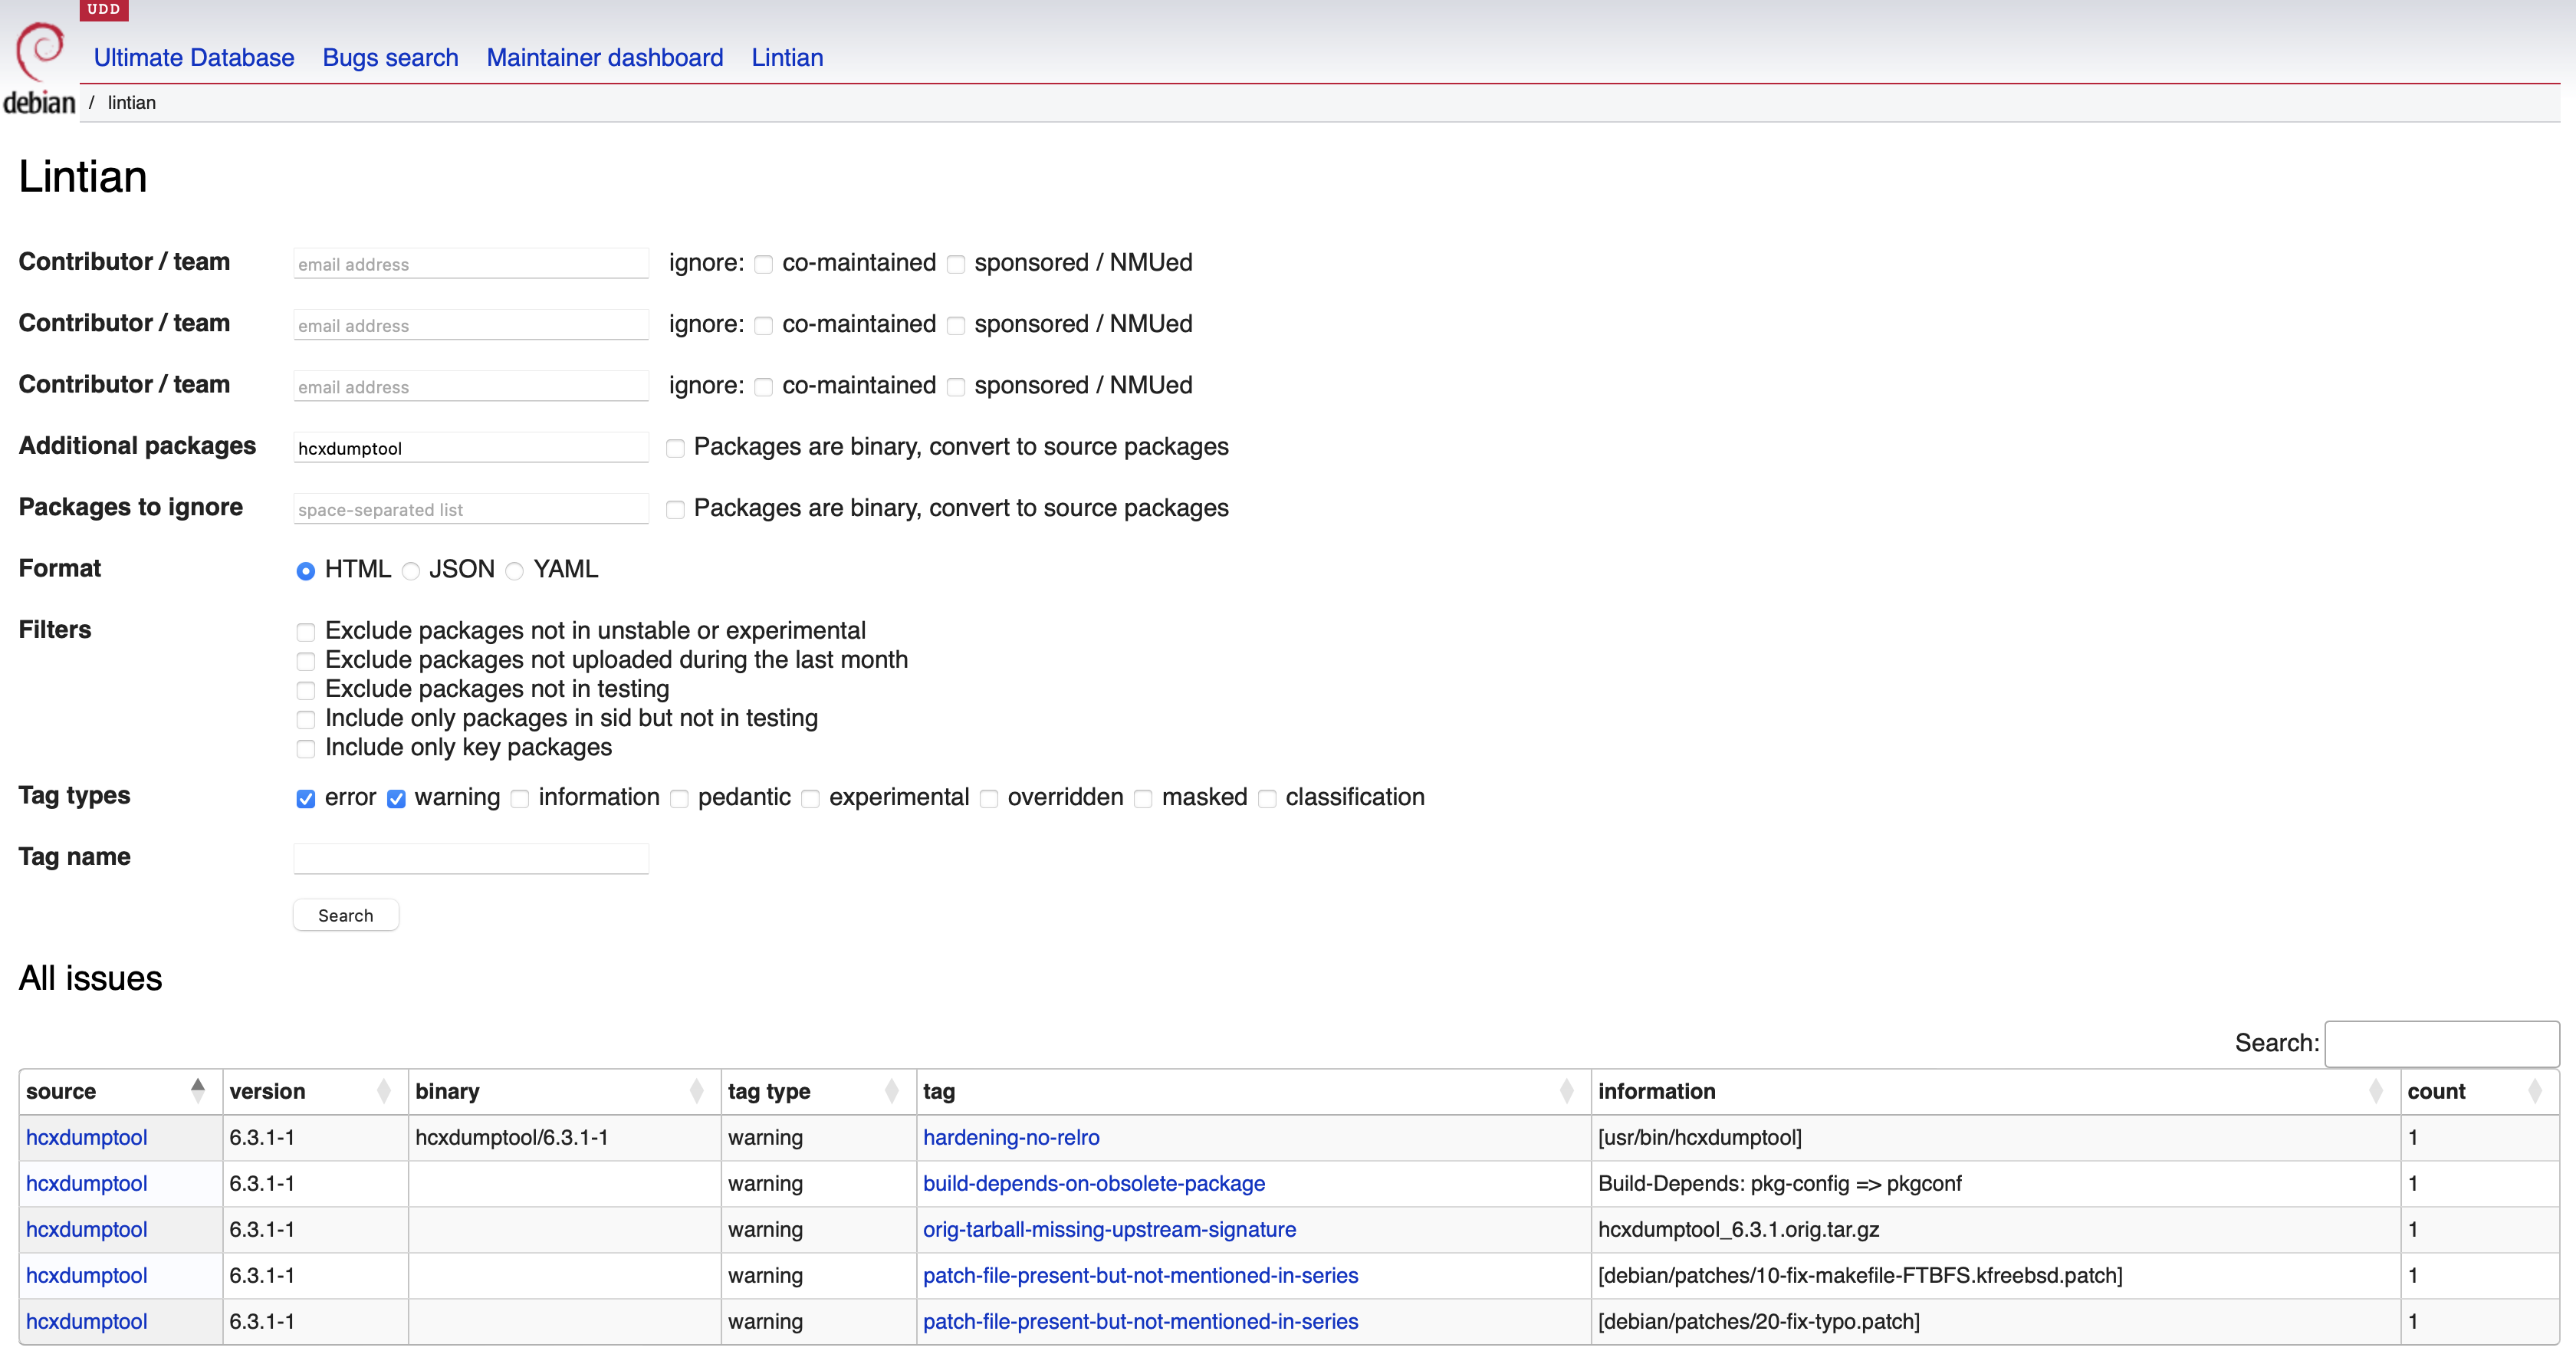 UDD
Ultimate Database Bugs search Maintainer dashboard Lintian
debian / lintian
Lintian
Contributor / team email address ignore: co-maintained sponsored / NMUed
Contributor / team email address ignore: co-maintained sponsored / NMUed
Contributor / team email address ignore: co-maintained sponsored / NMUed
Additional packages hcxdumptool Packages are binary, convert to source packages
Packages to ignore space-separated list Packages are binary, convert to source packages
Format HTML JSON YAML
Filters Exclude packages not in unstable or experimental
Exclude packages not uploaded during the last month
Exclude packages not in testing
Include only packages in sid but not in testing
Include only key packages
Tag types error warning information pedantic experimental overridden masked classification
Tag name
Search
All issues
Search:
source version binary tag type tag information count
hcxdumptool 6.3.1-1 hcxdumptool/6.3.1-1 warning hardening-no-relro [usr/bin/hcxdumptool] 1
hcxdumptool 6.3.1-1 warning build-depends-on-obsolete-package Build-Depends: pkg-config => pkgconf 1
hcxdumptool 6.3.1-1 warning orig-tarball-missing-upstream-signature hcxdumptool_6.3.1.orig.tar.gz 1
hcxdumptool 6.3.1-1 warning patch-file-present-but-not-mentioned-in-series [debian/patches/10-fix-makefile-FTBFS.kfreebsd.patch] 1
hcxdumptool 6.3.1-1 warning patch-file-present-but-not-mentioned-in-series [debian/patches/20-fix-typo.patch] 1